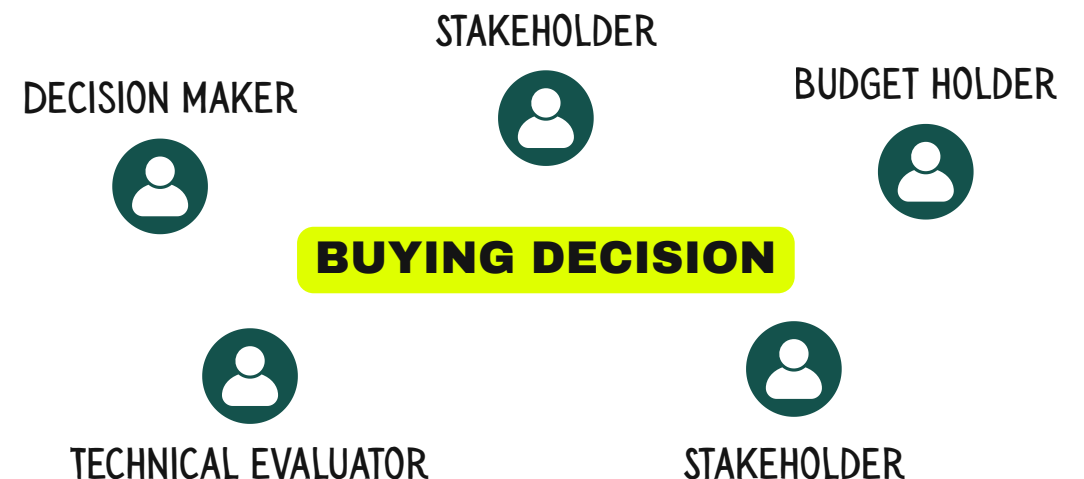 STAKEHOLDER
DECISION MAKER
BUDGET HOLDER
BUYING DECISION
TECHNICAL EVALUATOR
STAKEHOLDER